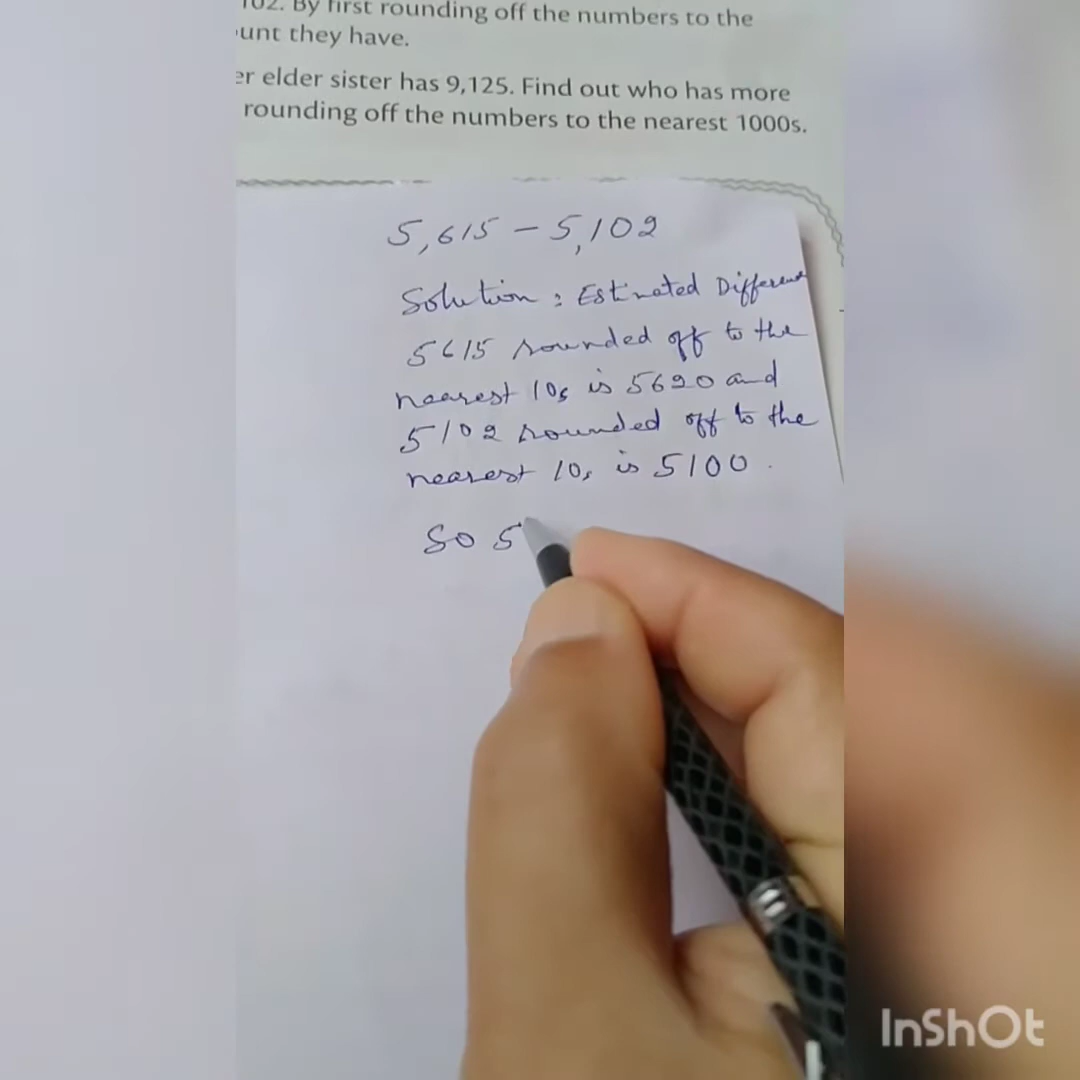 102. By first rounding off the numbers to the
unt they have.
er elder sister has 9,125. Find out who has more
rounding off the numbers to the nearest 1000s.
5,615 - 5,102
Solution : Estimated Different
5615 rounded off to the
nearest 10s is 5620 and
5102 rounded off to the
nearest 10s is 5100.
So 5
InShOt